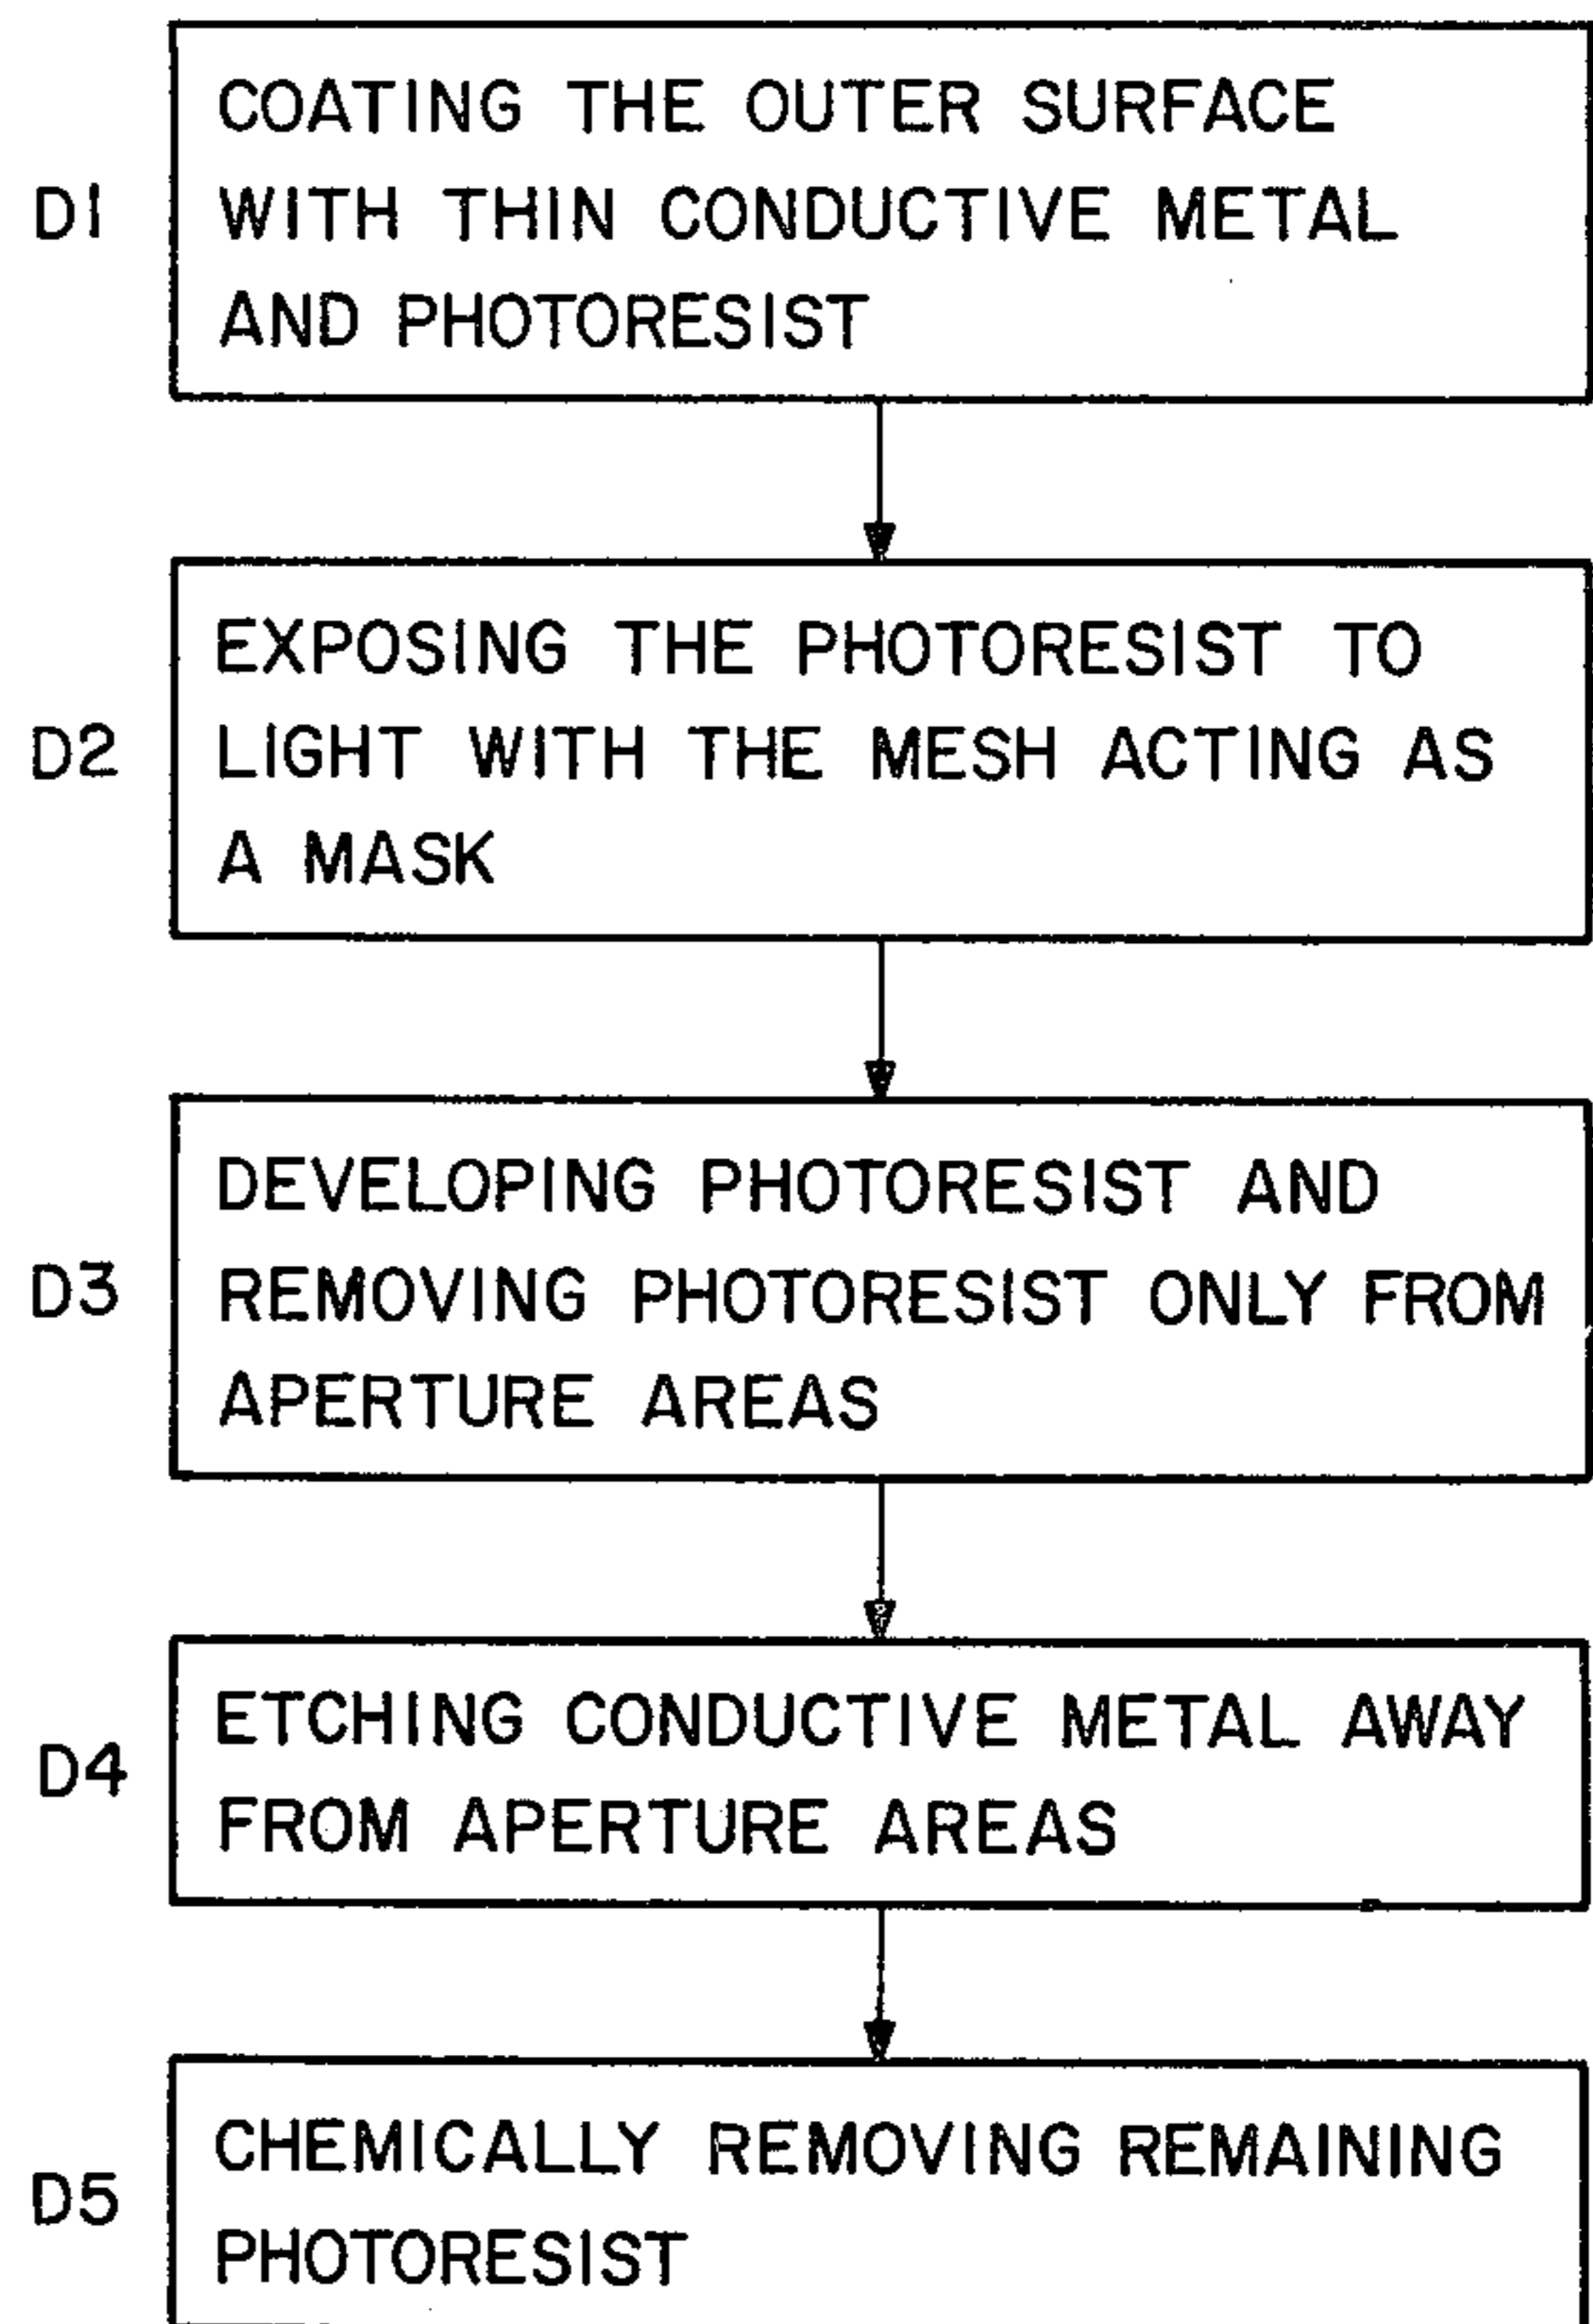 COATING THE OUTER SURFACE
D1 WITH THIN CONDUCTIVE METAL
AND PHOTORESIST
EXPOSING THE PHOTORESIST TO
D2 LIGHT WITH THE MESH ACTING AS
A MASK
DEVELOPING PHOTORESIST AND
D3 REMOVING PHOTORESIST ONLY FROM
APERTURE AREAS
ETCHING CONDUCTIVE METAL AWAY
D4
FROM APERTURE AREAS
CHEMICALLY REMOVING REMAINING
D5
PHOTORESIST